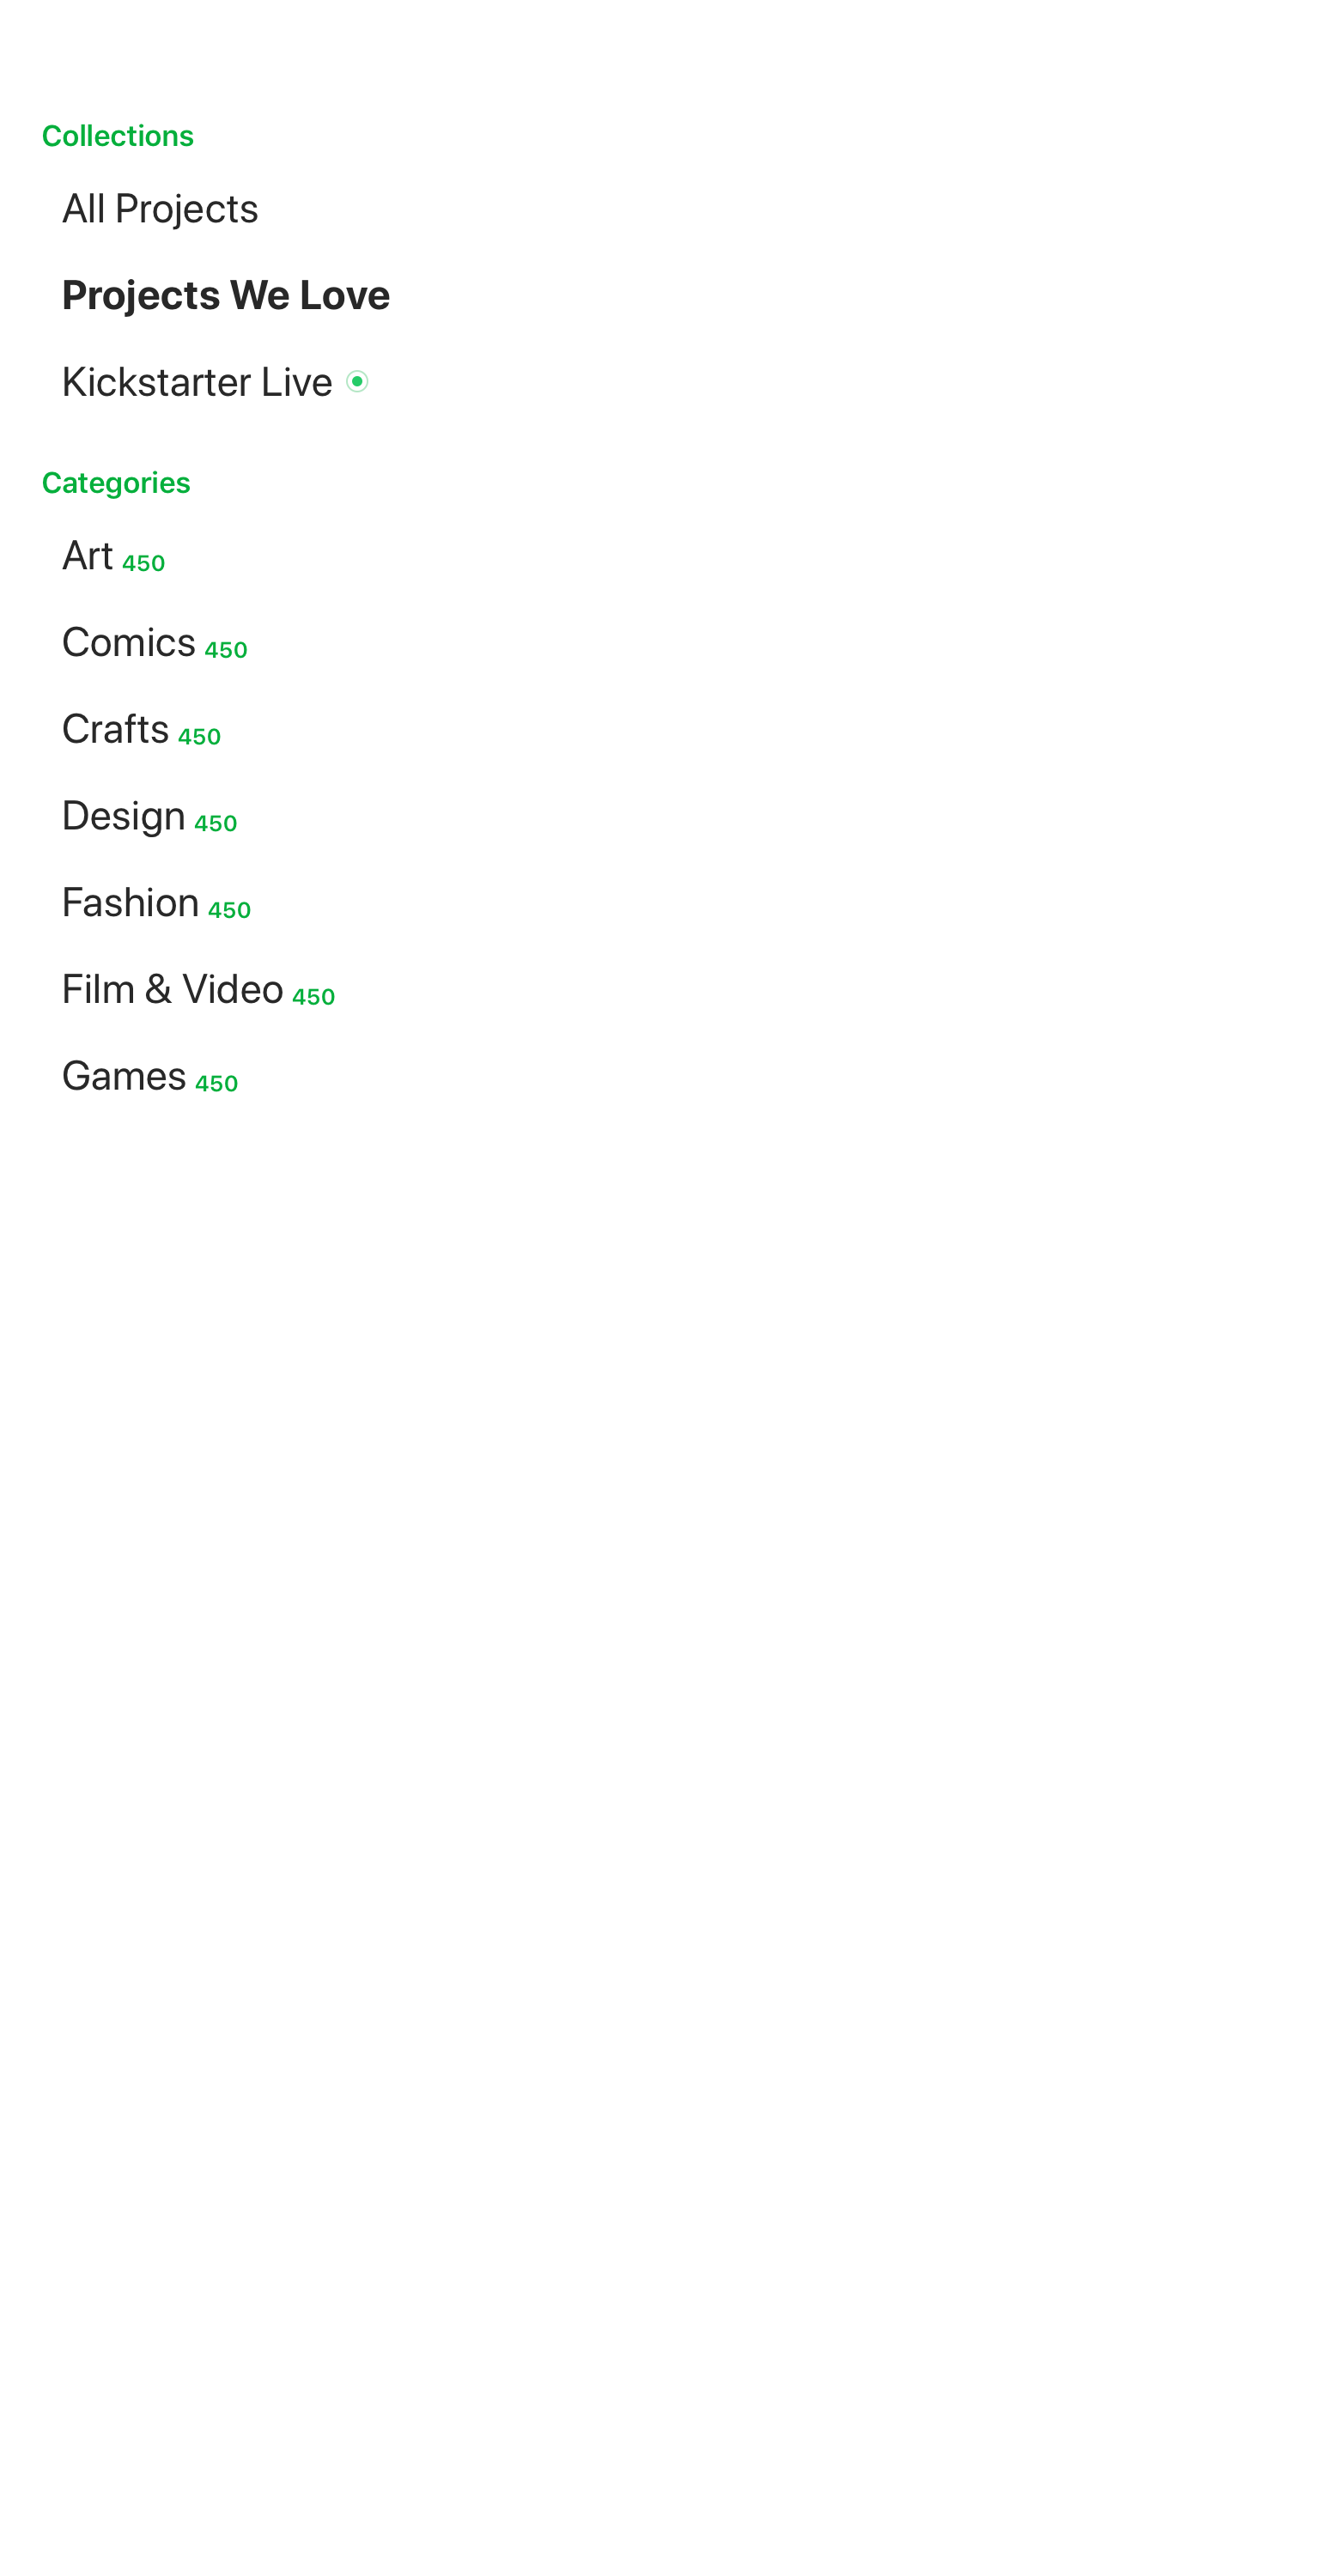 Collections
All Projects
Projects We Love
Kickstarter Live
Categories
Art 450
Comics 450
Crafts 450
Design 450
Fashion 450
Film & Video 450
Games 450